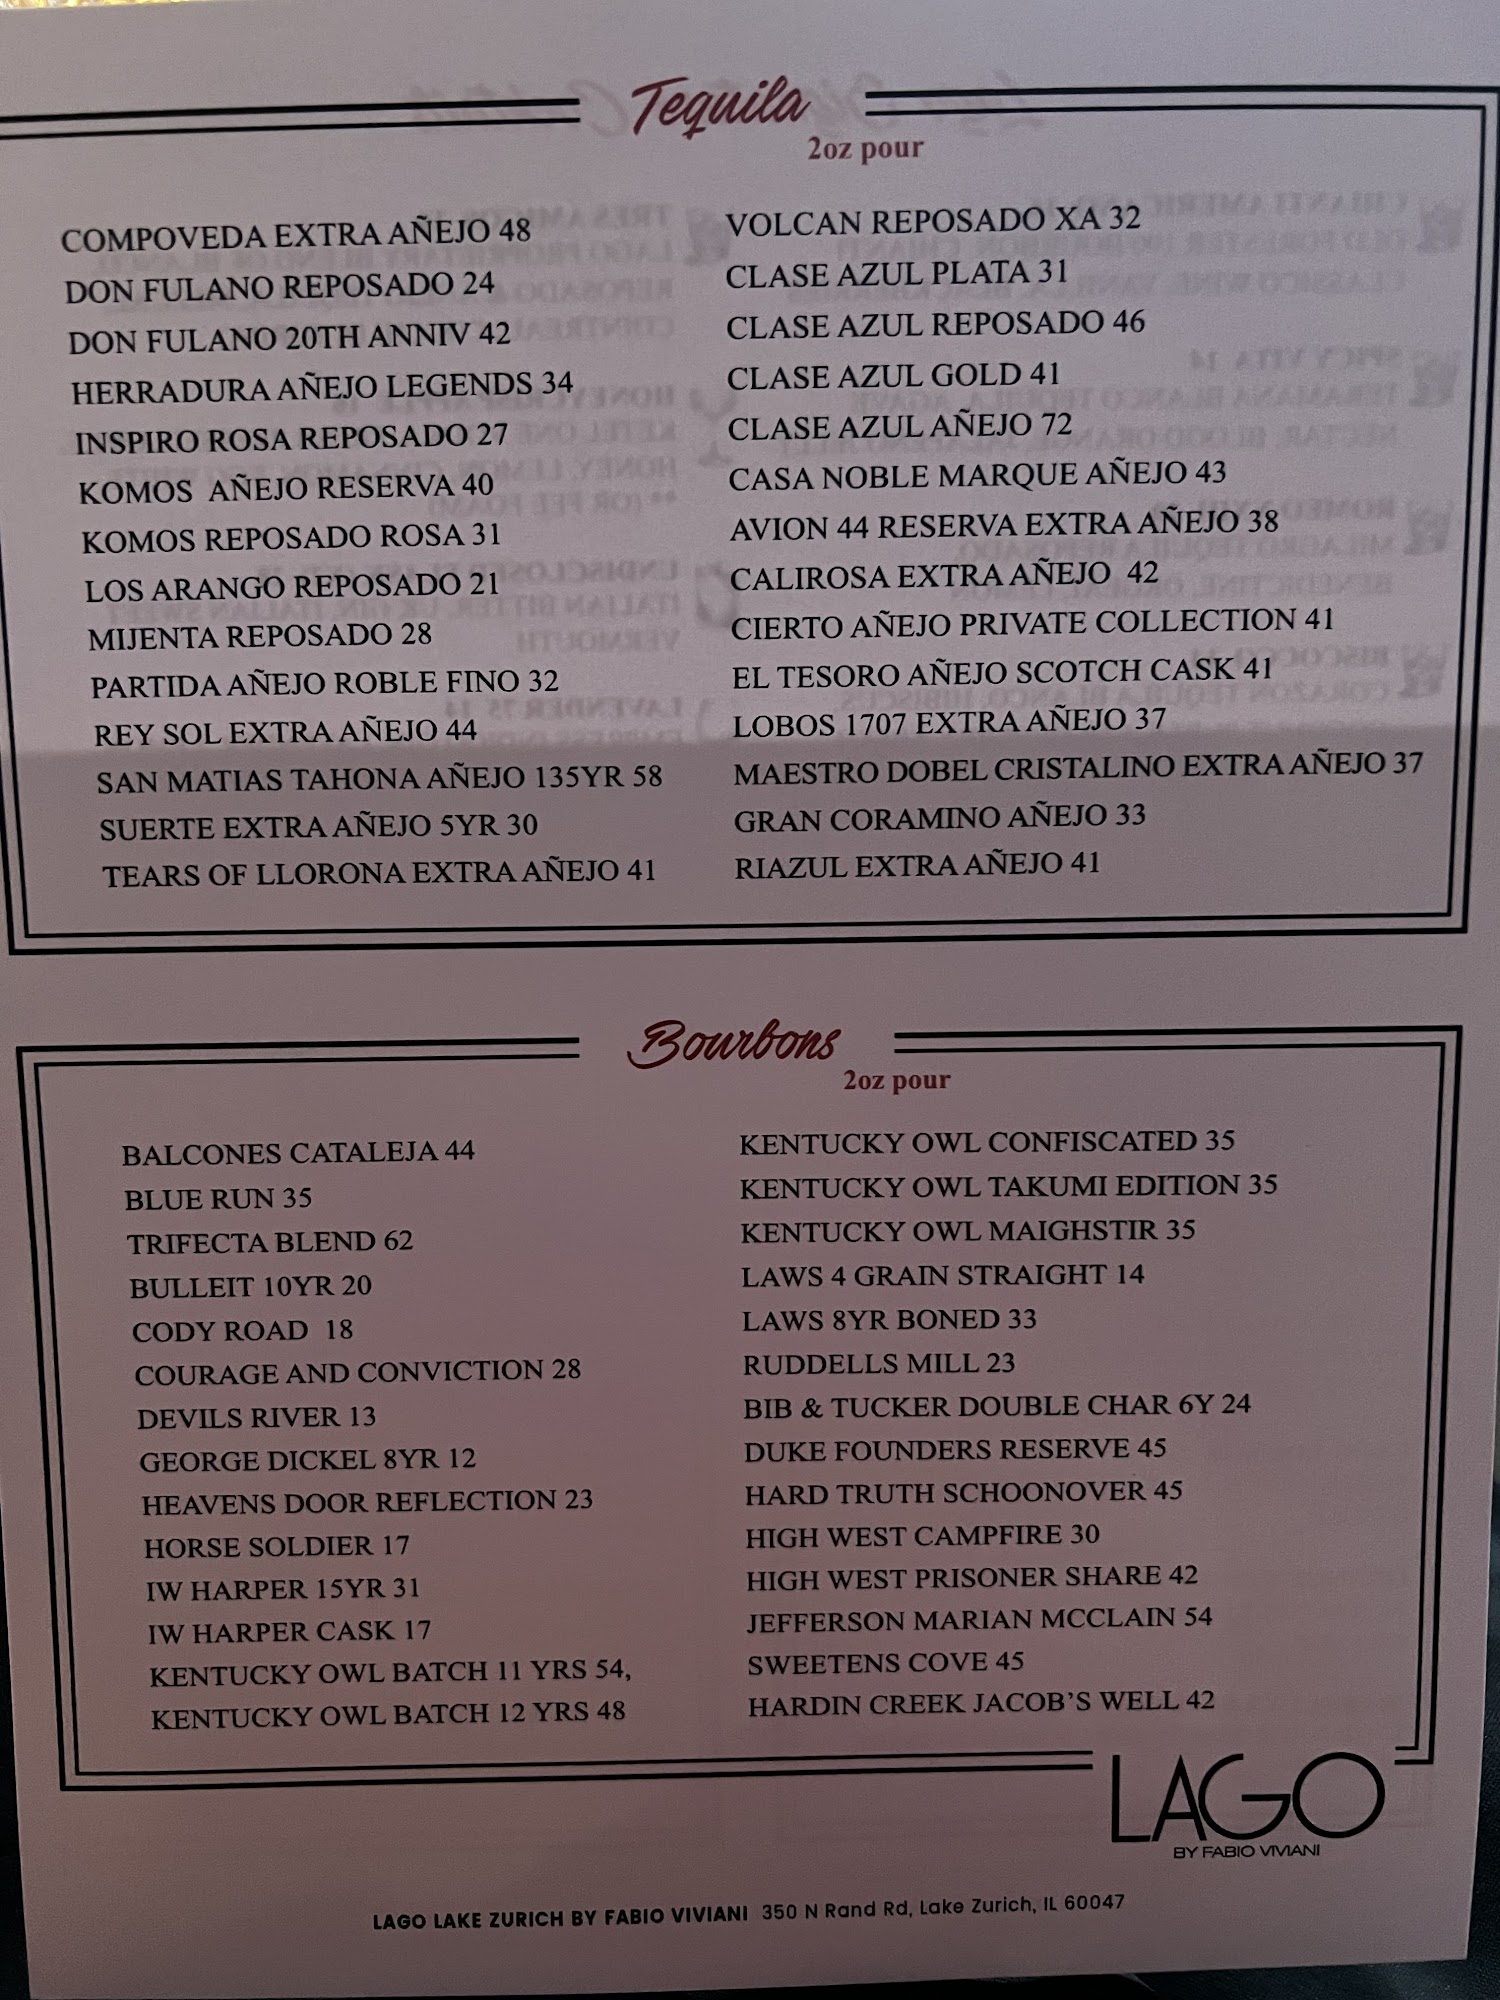 Tequila
2oz pour
COMPOVEDA EXTRA AÑEJO 48
DON FULANO REPOSADO 24
DON FULANO 20TH ANNIV 42
HERRADURA AÑEJO LEGENDS 34
INSPIRO ROSA REPOSADO 27
KOMOS AÑEJO RESERVA 40
KOMOS REPOSADO ROSA 31
LOS ARANGO REPOSADO 21
MIJENTA REPOSADO 28
PARTIDA AÑEJO ROBLE FINO 32
REY SOL EXTRA AÑEJO 44
SAN MATIAS TAHONA AÑEJO 135YR 58
SUERTE EXTRA AÑEJO 5YR 30
TEARS OF LLORONA EXTRA AÑEJO 41
VOLCAN REPOSADO XA 32
CLASE AZUL PLATA 31
CLASE AZUL REPOSADO 46
CLASE AZUL GOLD 41
CLASE AZUL AÑEJO 72
CASA NOBLE MARQUE AÑEJO 43
AVION 44 RESERVA EXTRA AÑEJO 38
CALIROSA EXTRA AÑEJO 42
CIERTO AÑEJO PRIVATE COLLECTION 41
EL TESORO AÑEJO SCOTCH CASK 41
LOBOS 1707 EXTRA AÑEJO 37
MAESTRO DOBEL CRISTALINO EXTRA AÑEJO 37
GRAN CORAMINO AÑEJO 33
RIAZUL EXTRA AÑEJO 41
Bourbons
2oz pour
BALCONES CATALEJA 44
BLUE RUN 35
TRIFECTA BLEND 62
BULLEIT 10YR 20
CODY ROAD 18
COURAGE AND CONVICTION 28
DEVILS RIVER 13
GEORGE DICKEL 8YR 12
HEAVENS DOOR REFLECTION 23
HORSE SOLDIER 17
IW HARPER 15YR 31
IW HARPER CASK 17
KENTUCKY OWL BATCH 11 YRS 54,
KENTUCKY OWL BATCH 12 YRS 48
KENTUCKY OWL CONFISCATED 35
KENTUCKY OWL TAKUMI EDITION 35
KENTUCKY OWL MAIGHSTIR 35
LAWS 4 GRAIN STRAIGHT 14
LAWS 8YR BONED 33
RUDDELLS MILL 23
BIB & TUCKER DOUBLE CHAR 6Y 24
DUKE FOUNDERS RESERVE 45
HARD TRUTH SCHOONOVER 45
HIGH WEST CAMPFIRE 30
HIGH WEST PRISONER SHARE 42
JEFFERSON MARIAN MCCLAIN 54
SWEETENS COVE 45
HARDIN CREEK JACOB'S WELL 42
LAGO
BY FABIO VIVIANI
LAGO LAKE ZURICH BY FABIO VIVIANI 350 N Rand Rd, Lake Zurich, IL 60047